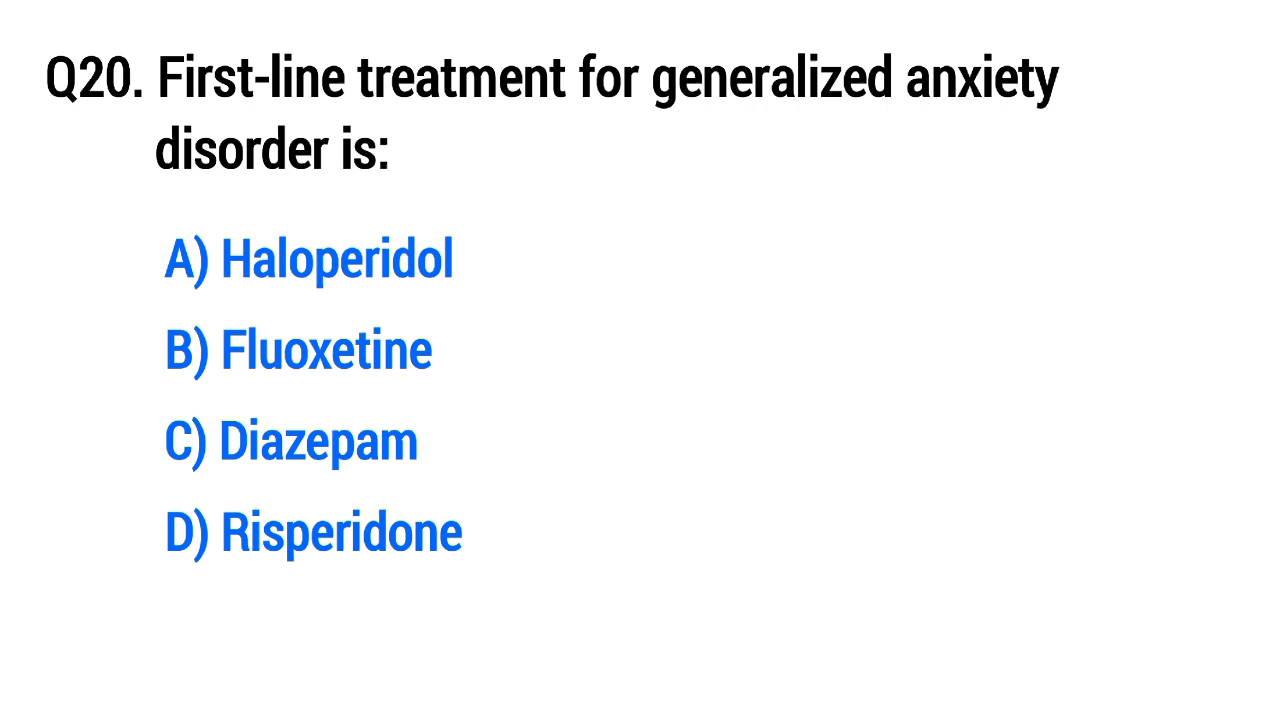 Q20. First-line treatment for generalized anxiety
disorder is:
A) Haloperidol
B) Fluoxetine
C) Diazepam
D) Risperidone